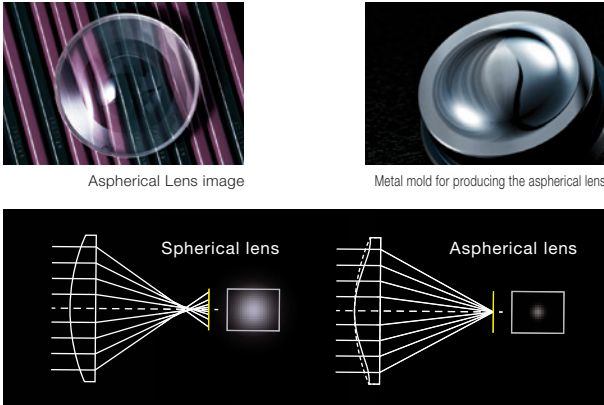 Aspherical Lens image
Metal mold for producing the aspherical lens
Spherical lens
Aspherical lens